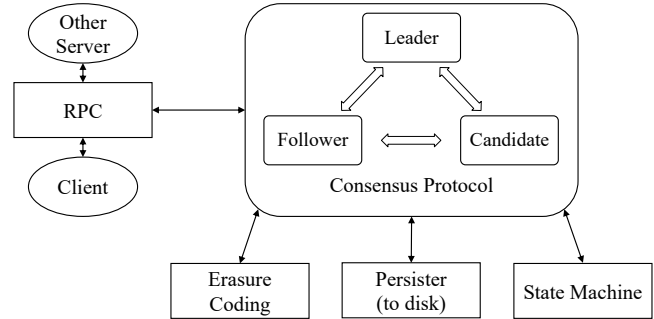 Other
Server
RPC
Client
Leader
Follower
Candidate
Consensus Protocol
Erasure
Coding
Persister
(to disk)
State Machine